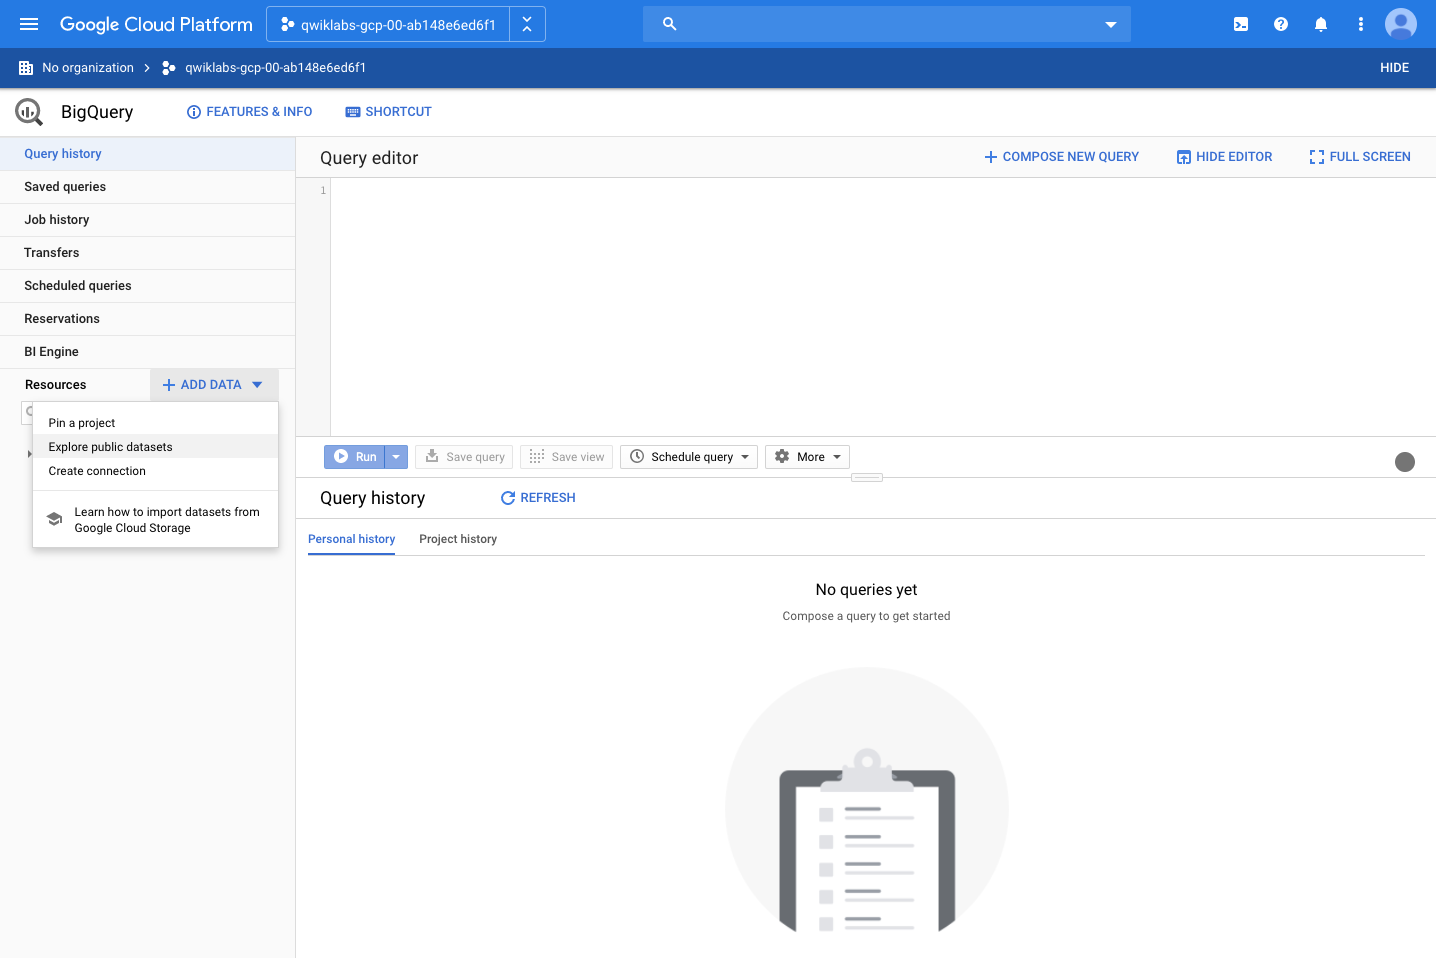 Google Cloud Platform
qwiklabs-gcp-00-ab148e6ed6f1
No organization
qwiklabs-gcp-00-ab148e6ed6f1
HIDE
BigQuery
FEATURES & INFO
SHORTCUT
Query history
Saved queries
Job history
Transfers
Scheduled queries
Reservations
BI Engine
Resources
ADD DATA
Pin a project
Explore public datasets
Create connection
Learn how to import datasets from
Google Cloud Storage
Query editor
COMPOSE NEW QUERY
HIDE EDITOR
FULL SCREEN
1
Run
Save query
Save view
Schedule query
More
Query history
REFRESH
Personal history
Project history
No queries yet
Compose a query to get started